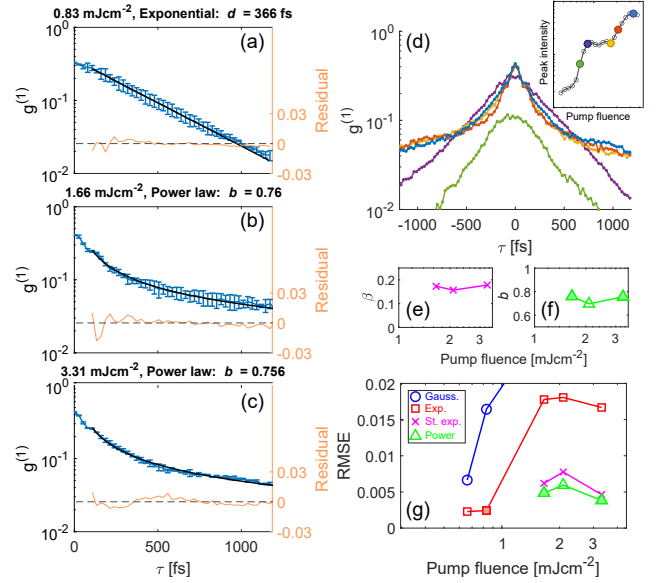 0.83 mJcm-2, Exponential: d = 366 fs
(a)
g(1)
100
10-1
10-2
0.03
0
-0.03
Residual
1.66 mJcm-2, Power law: b = 0.76
(b)
g(1)
100
10-1
10-2
0.03
0
-0.03
Residual
3.31 mJcm-2, Power law: b = 0.756
(c)
g(1)
100
10-1
10-2
0.03
0
-0.03
Residual
0 500 1000
τ [fs]
(d)
g(1)
100
10-1
10-2
-1000 -500 0 500 1000
τ [fs]
Peak intensity
Pump fluence
(e)
β
0.2
0.1
0
1
(f)
b
1
0.8
0.6
1
Pump fluence [mJcm-2]
Gauss.
Exp.
St. exp.
Power
(g)
RMSE
0.02
0.015
0.01
0.005
0
1 2 3
Pump fluence [mJcm-2]